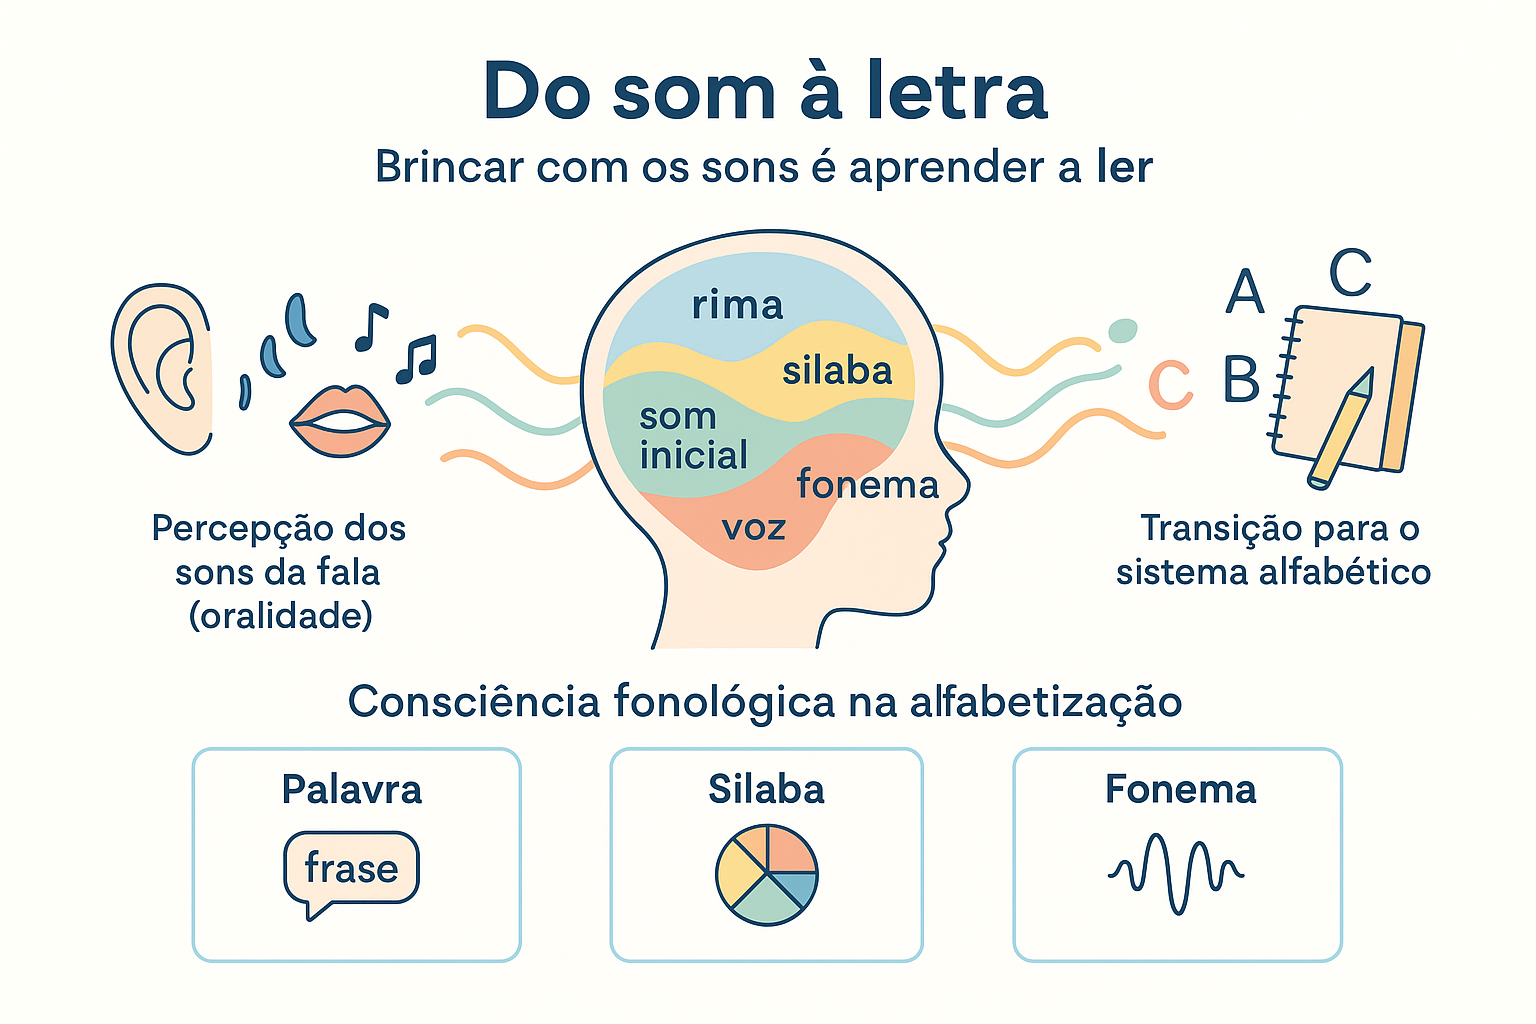 Do som à letra
Brincar com os sons é aprender a ler
rima
silaba
som
inicial
fonema
voz
A
C
B
C
Percepção dos
sons da fala
(oralidade)
Transição para o
sistema alfabético
Consciência fonológica na alfabetização
Palavra
frase
Silaba
Fonema